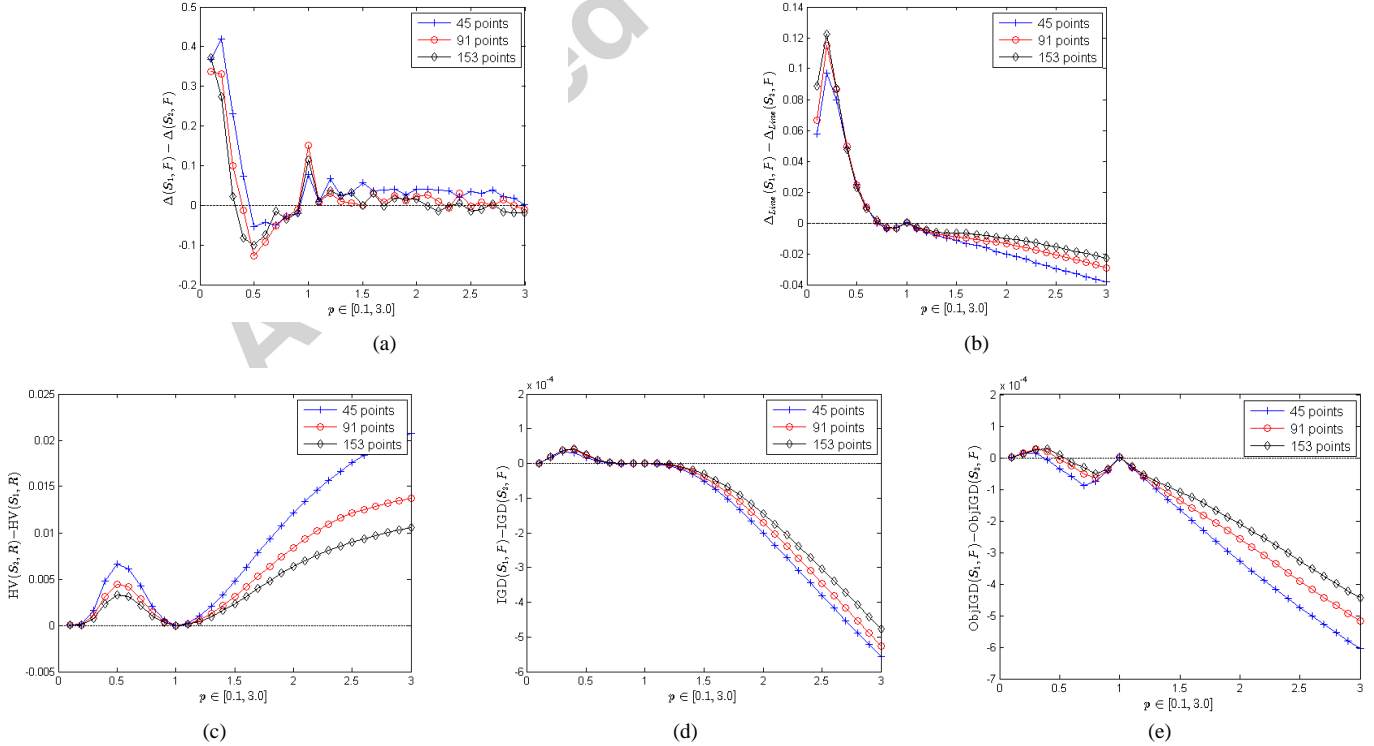 0.5
0.4
0.3
0.2
0.1
0
-0.1
-0.2
0 0.5 1 1.5 2 2.5 3
Δ(S₁, F) − Δ(S₂, F)
p ∈ [0.1, 3.0]
45 points
91 points
153 points
(a)
0.14
0.12
0.1
0.08
0.06
0.04
0.02
0
-0.02
-0.04
0 0.5 1 1.5 2 2.5 3
Δ_Line(S₁, F) − Δ_Line(S₂, F)
p ∈ [0.1, 3.0]
45 points
91 points
153 points
(b)
0.025
0.02
0.015
0.01
0.005
0
-0.005
0 0.5 1 1.5 2 2.5 3
HV(S₂, R)−HV(S₁, R)
p ∈ [0.1, 3.0]
45 points
91 points
153 points
(c)
x 10⁻⁴
2
1
0
-1
-2
-3
-4
-5
-6
0 0.5 1 1.5 2 2.5 3
IGD(S₁, F)−IGD(S₂, F)
p ∈ [0.1, 3.0]
45 points
91 points
153 points
(d)
x 10⁻⁴
2
1
0
-1
-2
-3
-4
-5
-6
-7
0 0.5 1 1.5 2 2.5 3
ObjIGD(S₁, F)−ObjIGD(S₂, F)
p ∈ [0.1, 3.0]
45 points
91 points
153 points
(e)